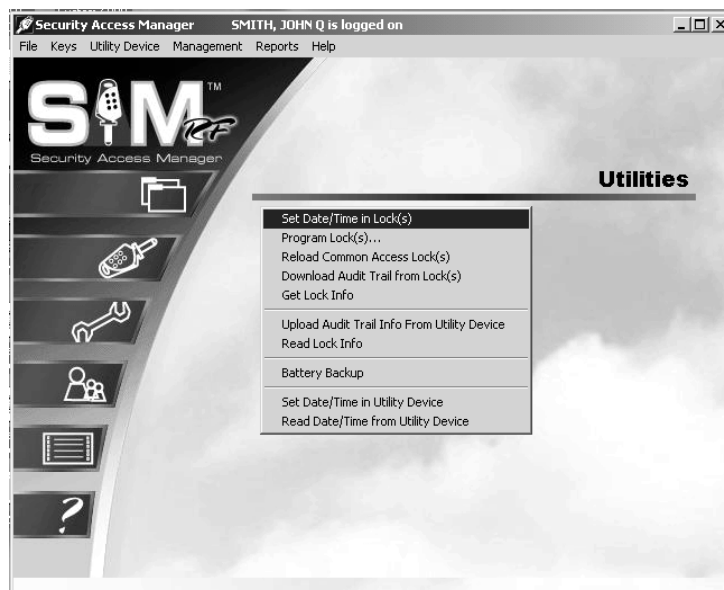 Security Access Manager SMITH, JOHN Q is logged on
File Keys Utility Device Management Reports Help
SAM TM
RF
Security Access Manager
Utilities
Set Date/Time in Lock(s)
Program Lock(s)...
Reload Common Access Lock(s)
Download Audit Trail from Lock(s)
Get Lock Info
Upload Audit Trail Info From Utility Device
Read Lock Info
Battery Backup
Set Date/Time in Utility Device
Read Date/Time from Utility Device
?